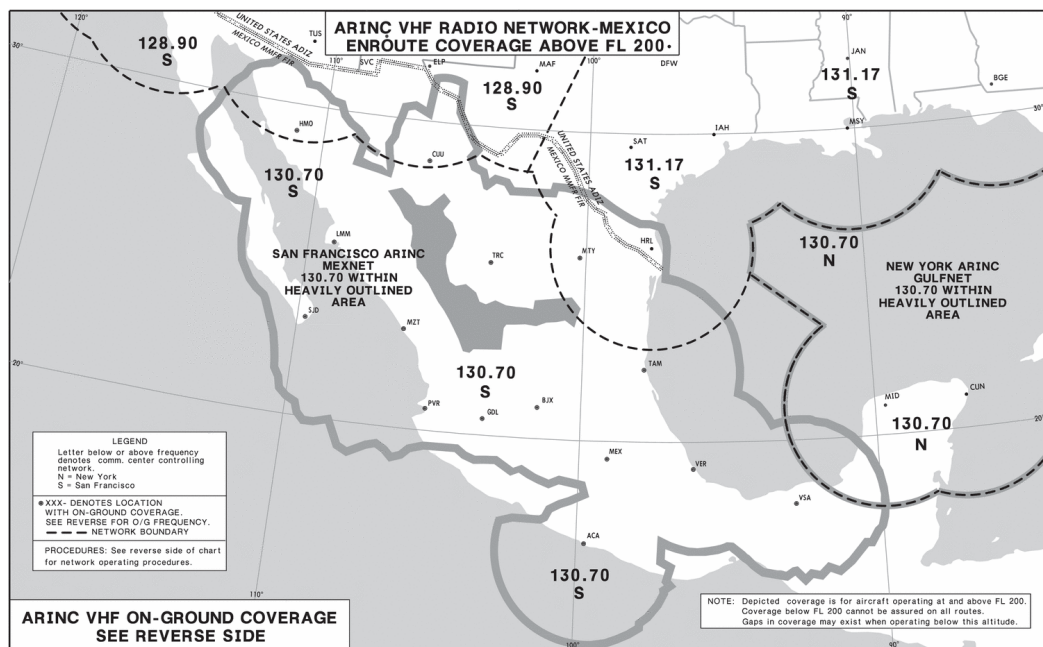 120°
90°
ARINC VHF RADIO NETWORK-MEXICO
ENROUTE COVERAGE ABOVE FL 200
30°
128.90
S
TUS
UNITED STATES ADIZ
MEXICO MMFR FIR
110°
SVC
ELP
MAF
100°
DFW
128.90
S
JAN
131.17
S
BGE
30°
HMO
CUU
MSY
IAH
SAT
131.17
S
UNITED STATES ADIZ
MEXICO MMFR FIR
130.70
S
LMM
SAN FRANCISCO ARINC
MEXNET
130.70 WITHIN
HEAVILY OUTLINED
AREA
TRC
MTY
HRL
130.70
N
NEW YORK ARINC
GULFNET
130.70 WITHIN
HEAVILY OUTLINED
AREA
SJD
MZT
20°
130.70
S
TAM
PVR
GDL
BJX
MID
CUN
130.70
N
20°
MEX
VER
VSA
ACA
130.70
S
LEGEND
Letter below or above frequency
denotes comm. center controlling
network.
N = New York
S = San Francisco
XXX- DENOTES LOCATION
WITH ON-GROUND COVERAGE.
SEE REVERSE FOR O/G FREQUENCY.
NETWORK BOUNDARY
PROCEDURES: See reverse side of chart
for network operating procedures.
110°
ARINC VHF ON-GROUND COVERAGE
SEE REVERSE SIDE
100°
90°
NOTE: Depicted coverage is for aircraft operating at and above FL 200.
Coverage below FL 200 cannot be assured on all routes.
Gaps in coverage may exist when operating below this altitude.